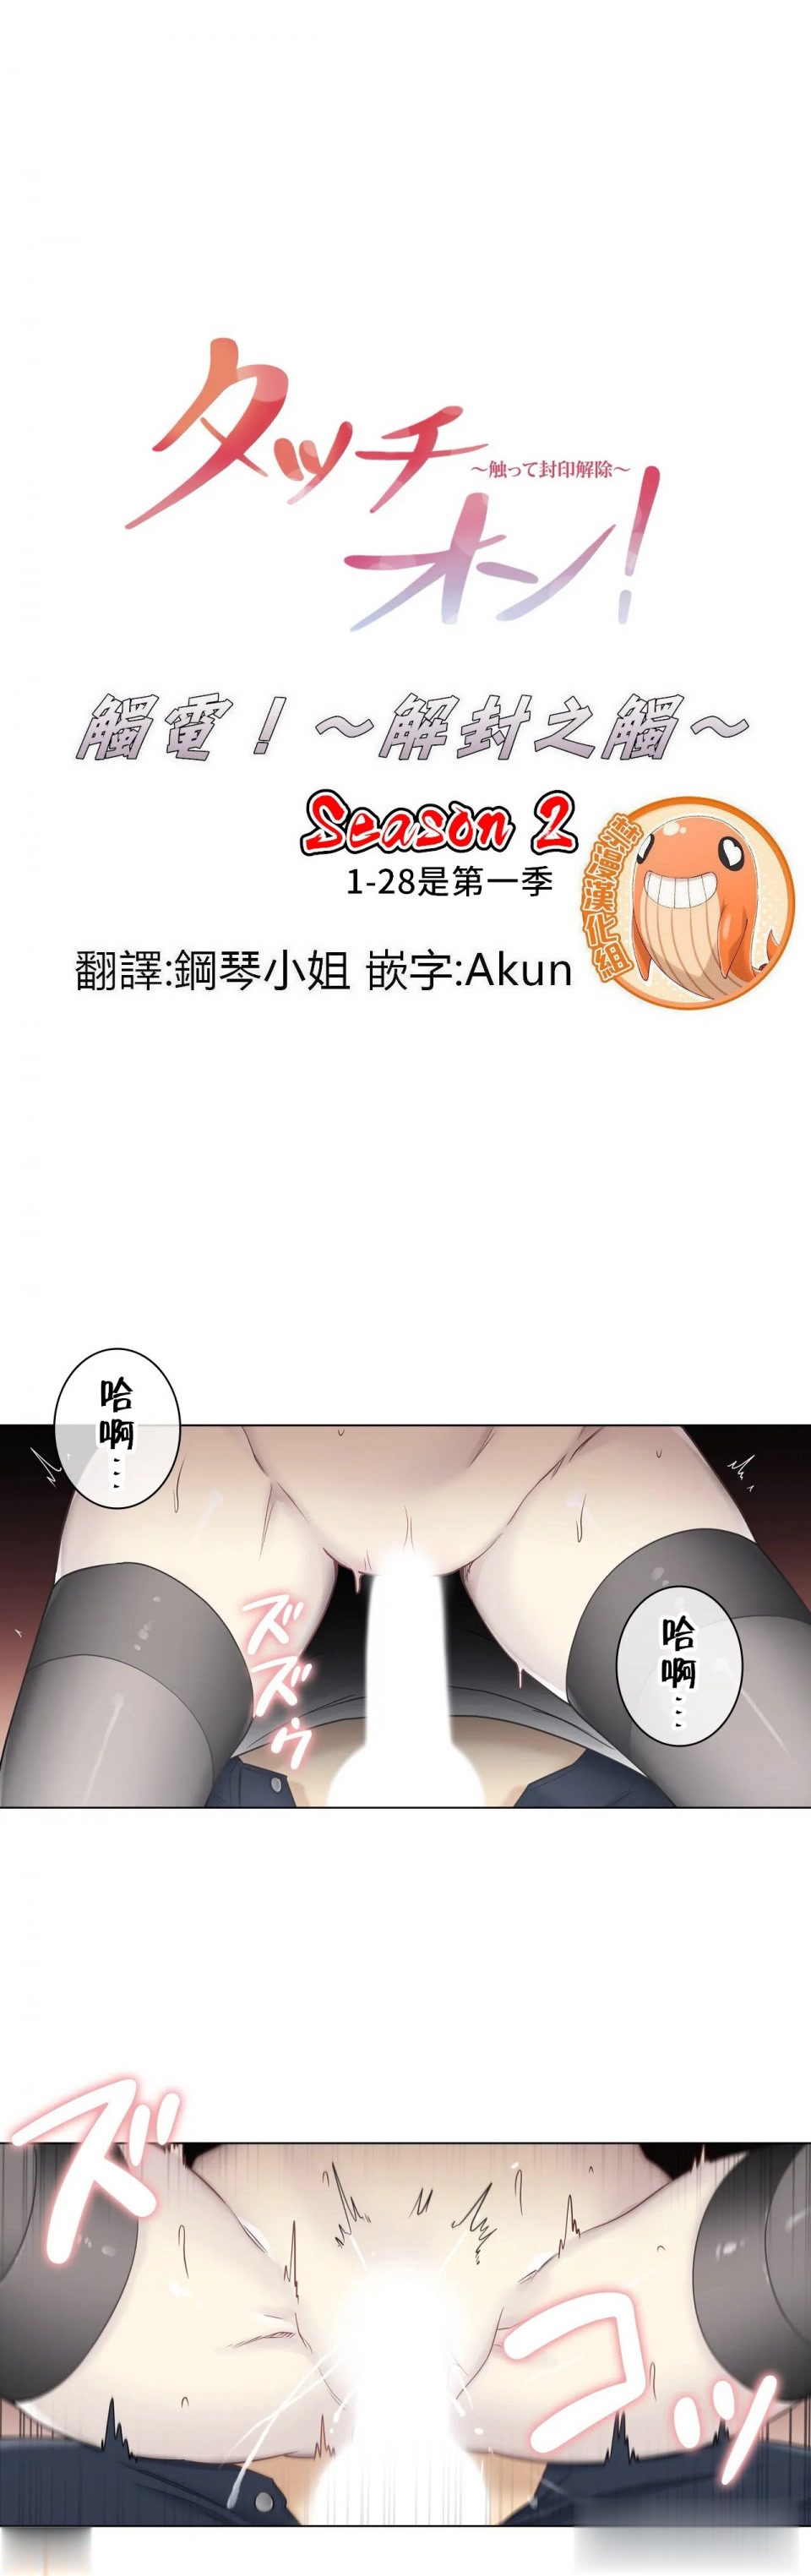 タッチ
～触って封印解除～
オン！
觸電！～解封之觸～
Season 2
1-28是第一季
翻譯:鋼琴小姐 嵌字:Akun
禁漫漢化組
哈啊…
ズズゥ
哈啊…
ズ
コッ